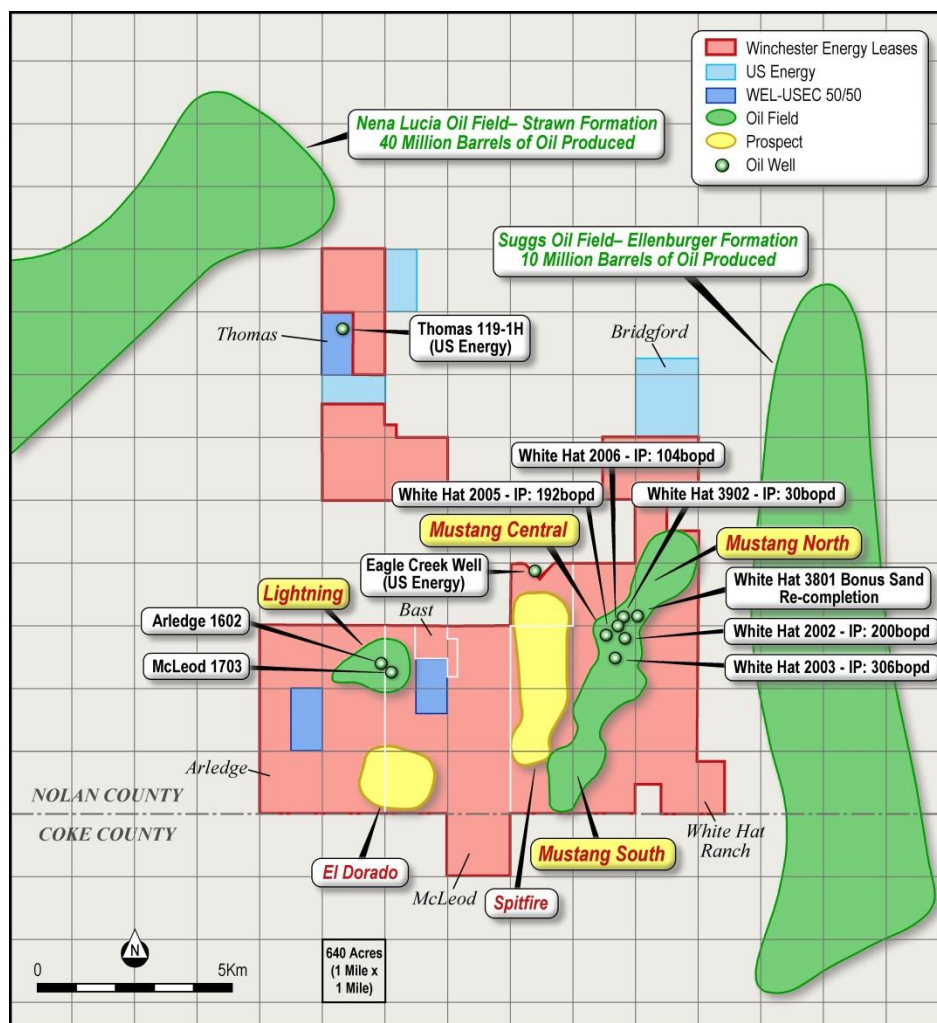 Winchester Energy Leases
US Energy
WEL-USEC 50/50
Oil Field
Prospect
Oil Well
Nena Lucia Oil Field– Strawn Formation
40 Million Barrels of Oil Produced
Suggs Oil Field– Ellenburger Formation
10 Million Barrels of Oil Produced
Thomas
Thomas 119-1H
(US Energy)
Bridgford
White Hat 2006 - IP: 104bopd
White Hat 2005 - IP: 192bopd
White Hat 3902 - IP: 30bopd
Mustang Central
Mustang North
Eagle Creek Well
(US Energy)
White Hat 3801 Bonus Sand
Re-completion
Lightning
Bast
Arledge 1602
White Hat 2002 - IP: 200bopd
McLeod 1703
White Hat 2003 - IP: 306bopd
Arledge
NOLAN COUNTY
COKE COUNTY
White Hat
Ranch
El Dorado
McLeod
Spitfire
Mustang South
N
0
5Km
640 Acres
(1 Mile x
1 Mile)